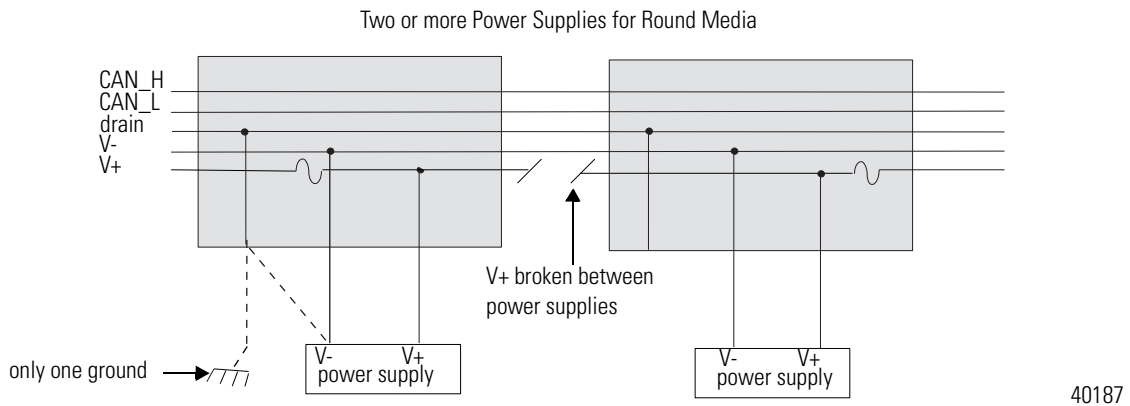 Two or more Power Supplies for Round Media
CAN_H
CAN_L
drain
V-
V+
V+ broken between
power supplies
only one ground
V- V+
power supply
V- V+
power supply
40187